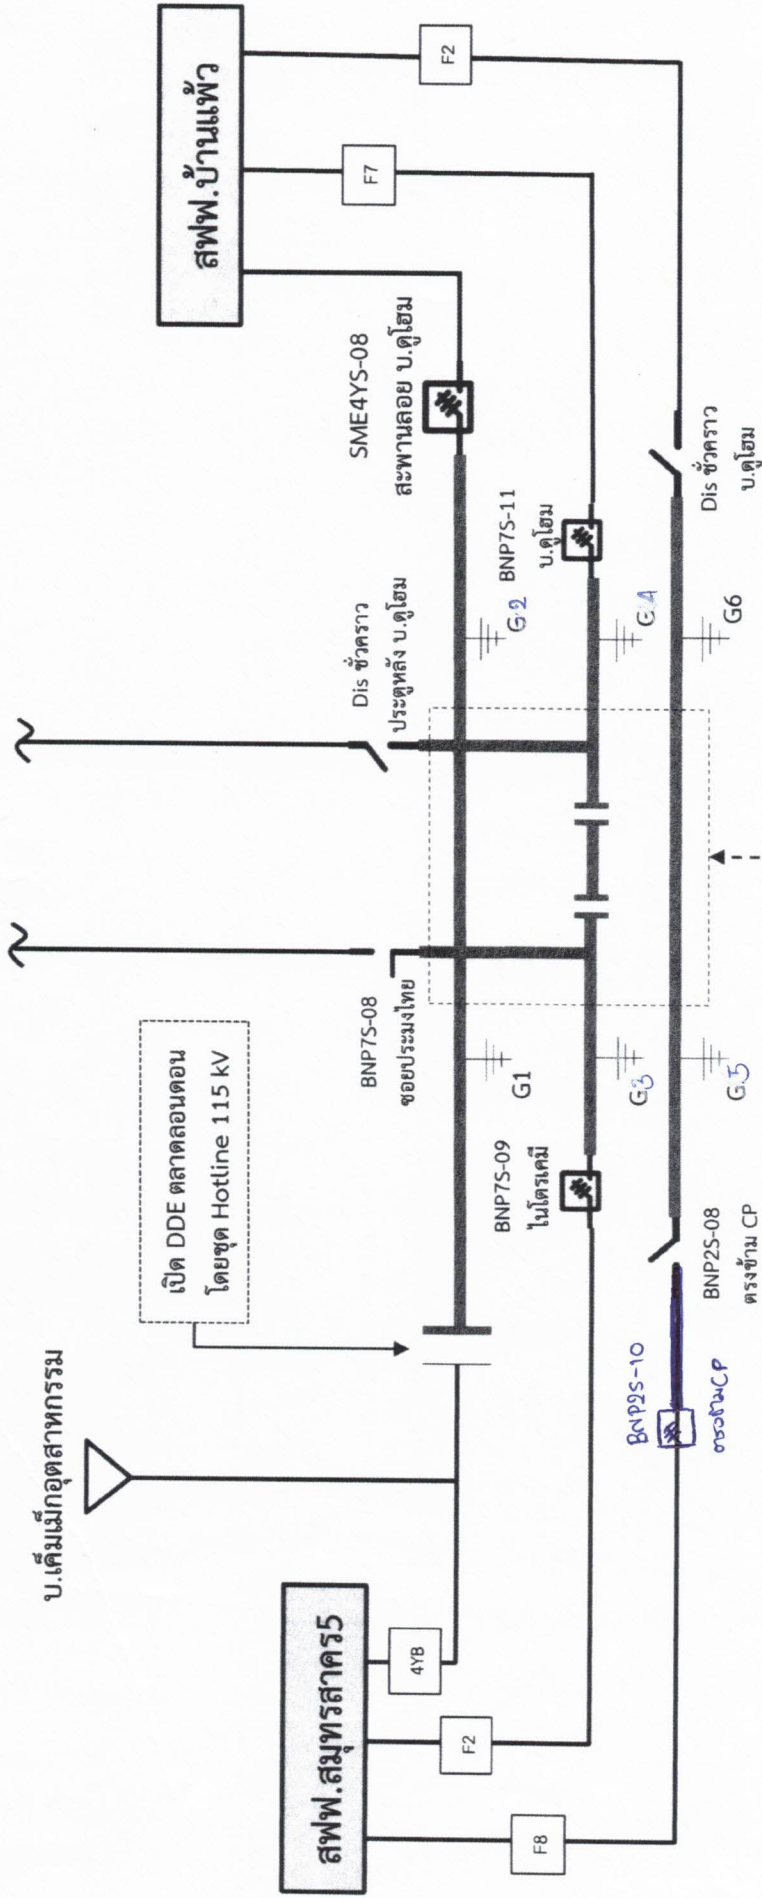 บ.เค็มเม็กอุตสาหกรรม
เปิด DDE ตลาดลอนดอน
โดยชุด Hotline 115 kV
สฟฟ.สมุทรสาคร5
4YB
F2
F8
สฟฟ.บ้านแพ้ว
F7
F2
SME4YS-08
สะพานลอย บ.ดูโฮม
Dis ชั่วคราว
ประตูหลัง บ.ดูโฮม
BNP7S-08
ซอยประมงไทย
G1
G2
BNP7S-09
ไนโตรเคมี
G3
G4
BNP7S-11
บ.ดูโฮม
BNP2S-10
ตรงข้ามCP
BNP2S-08
ตรงข้าม CP
G5
G6
Dis ชั่วคราว
บ.ดูโฮม